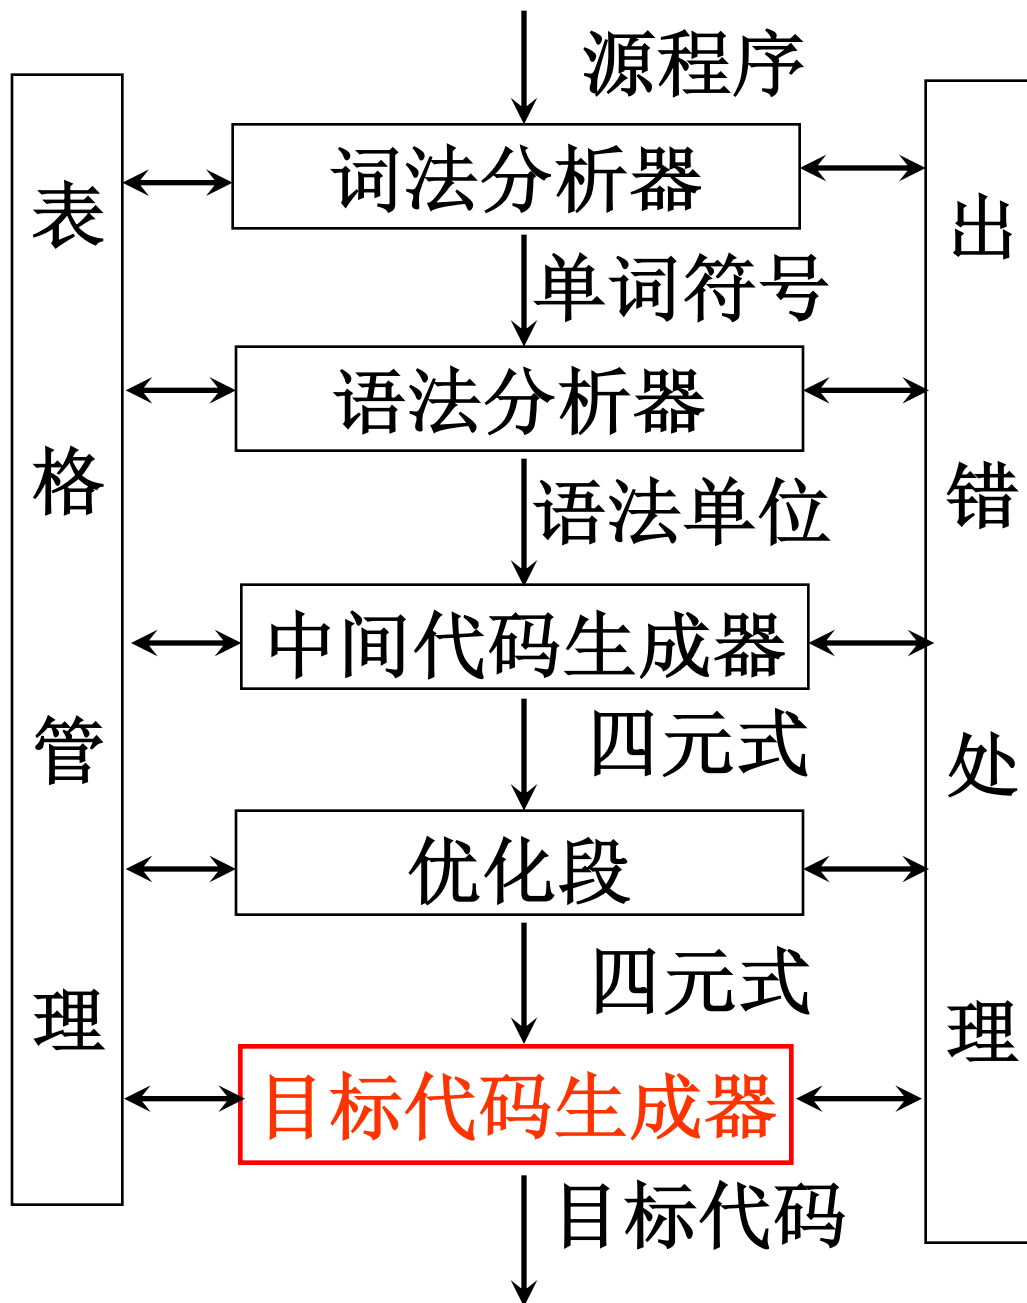 源程序
词法分析器
单词符号
语法分析器
语法单位
中间代码生成器
四元式
优化段
四元式
目标代码生成器
目标代码
表格管理
出错处理